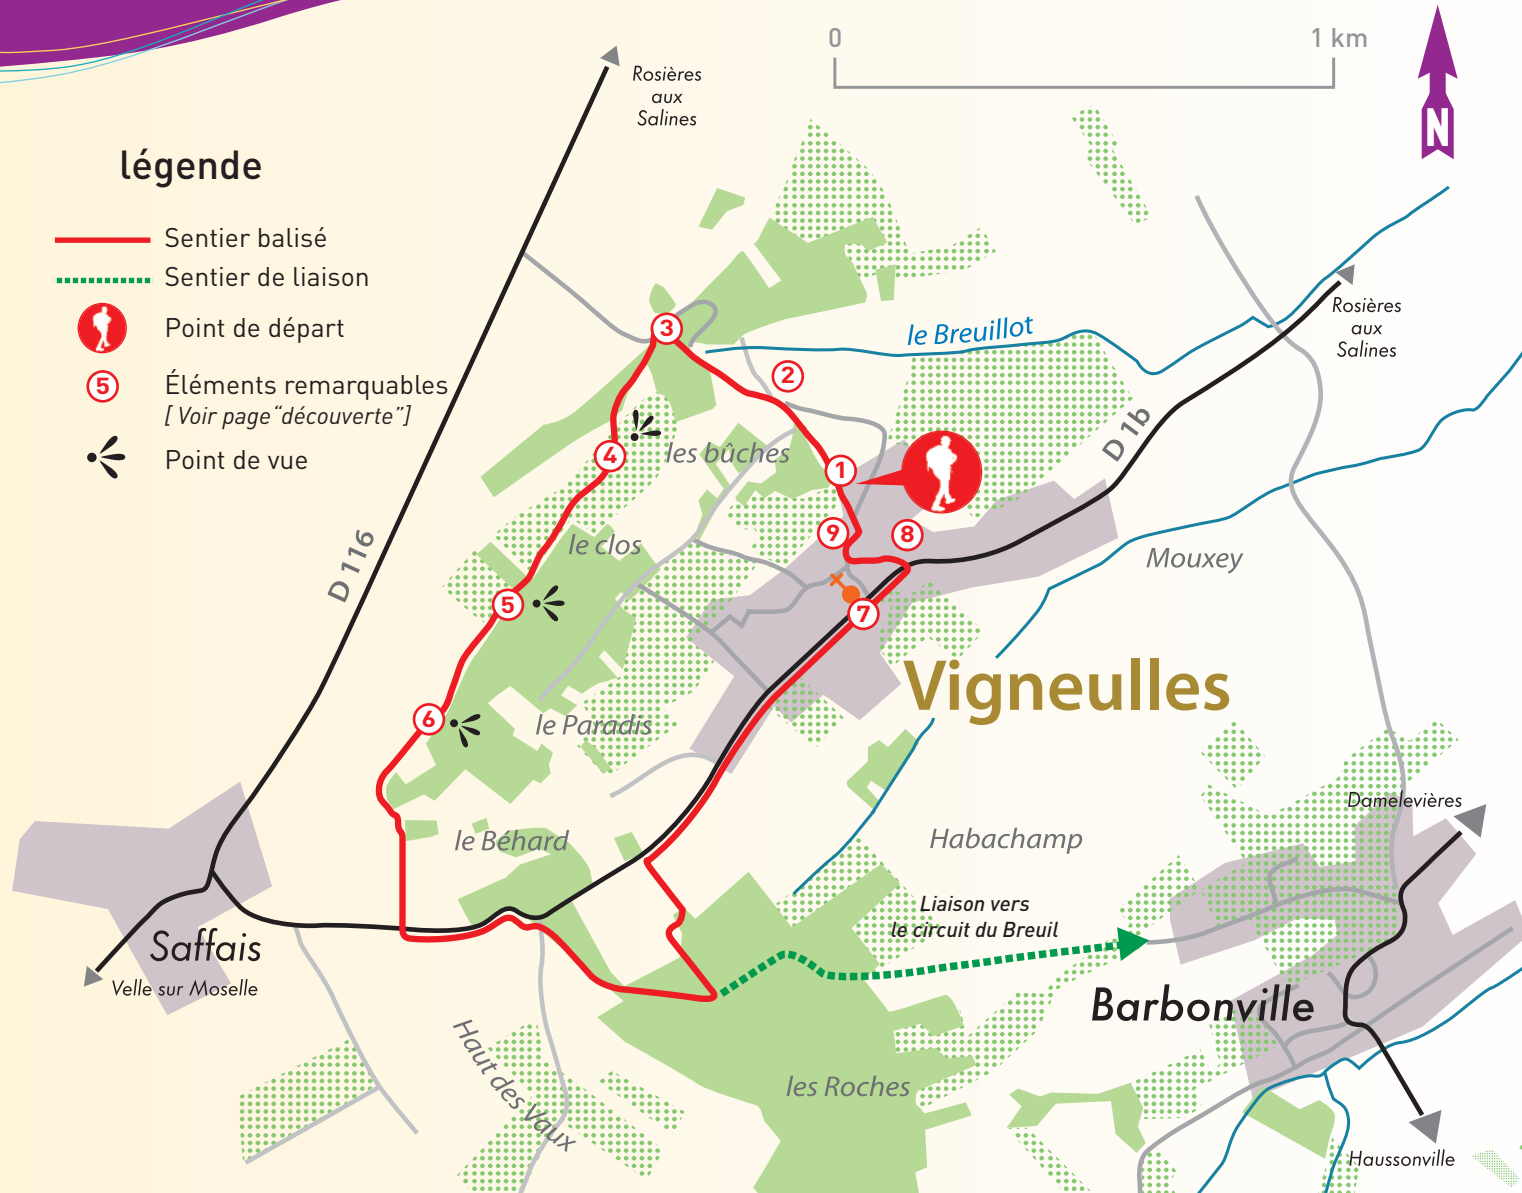 0
1 km
N
Rosières
aux
Salines
légende
Sentier balisé
Sentier de liaison
Point de départ
5
Éléments remarquables
[ Voir page “découverte”]
Point de vue
D 116
3
2
le Breuillot
Rosières
aux
Salines
D 1b
les bûches
4
1
9
8
le clos
Mouxey
5
7
Vigneulles
6
le Paradis
Damelevières
le Béhard
Habachamp
Liaison vers
le circuit du Breuil
Saffais
Velle sur Moselle
Barbonville
Haut des Vaux
les Roches
Haussonville